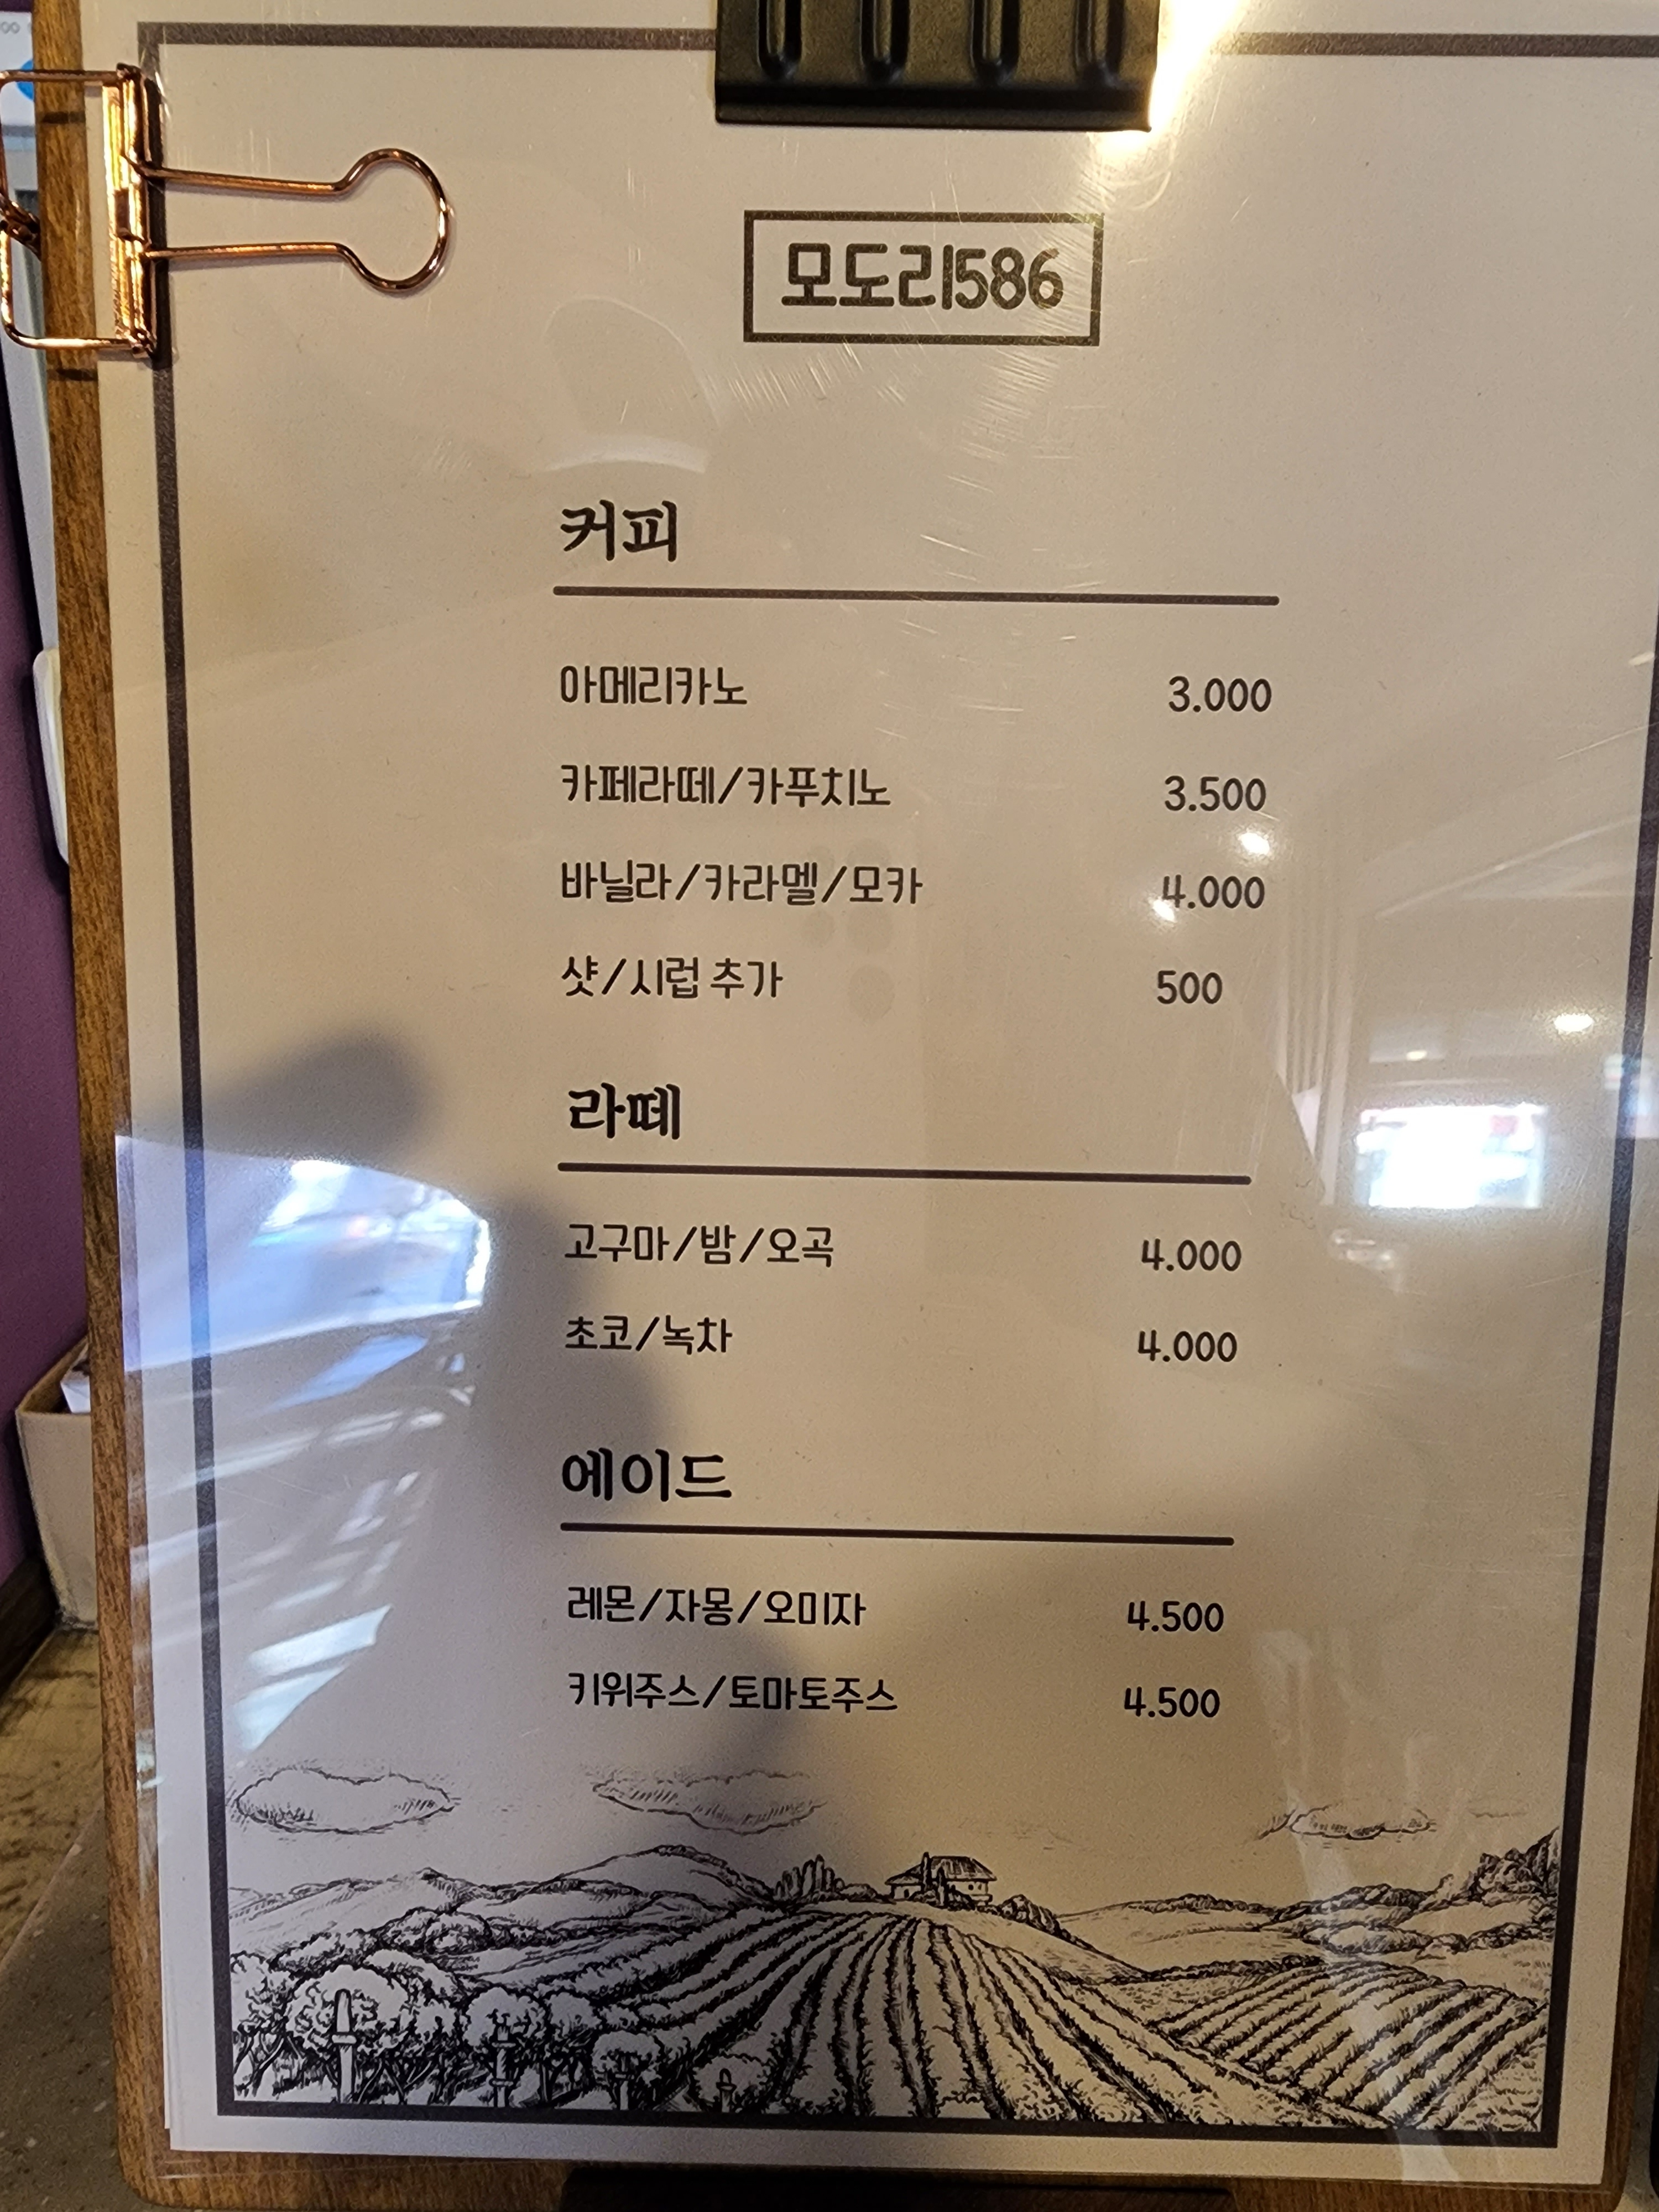 모도리586
커피
아메리카노 3.000
카페라떼/카푸치노 3.500
바닐라/카라멜/모카 4.000
샷/시럽 추가 500
라떼
고구마/밤/오곡 4.000
초코/녹차 4.000
에이드
레몬/자몽/오미자 4.500
키위주스/토마토주스 4.500